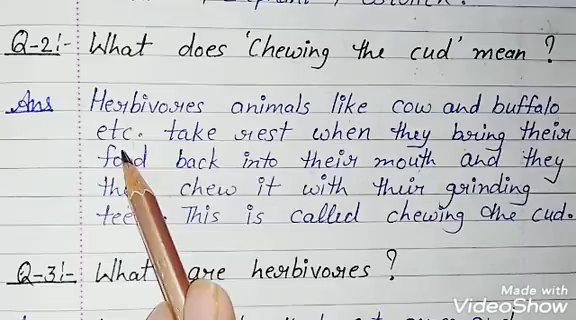 Q-2:- What does 'Chewing the cud' mean ?
Ans Herbivores animals like cow and buffalo
etc. take rest when they bring their
food back into their mouth and they
chew it with their grinding
This is called chewing the cud.
Q-3:- What are herbivores ?
Made with
VideoShow